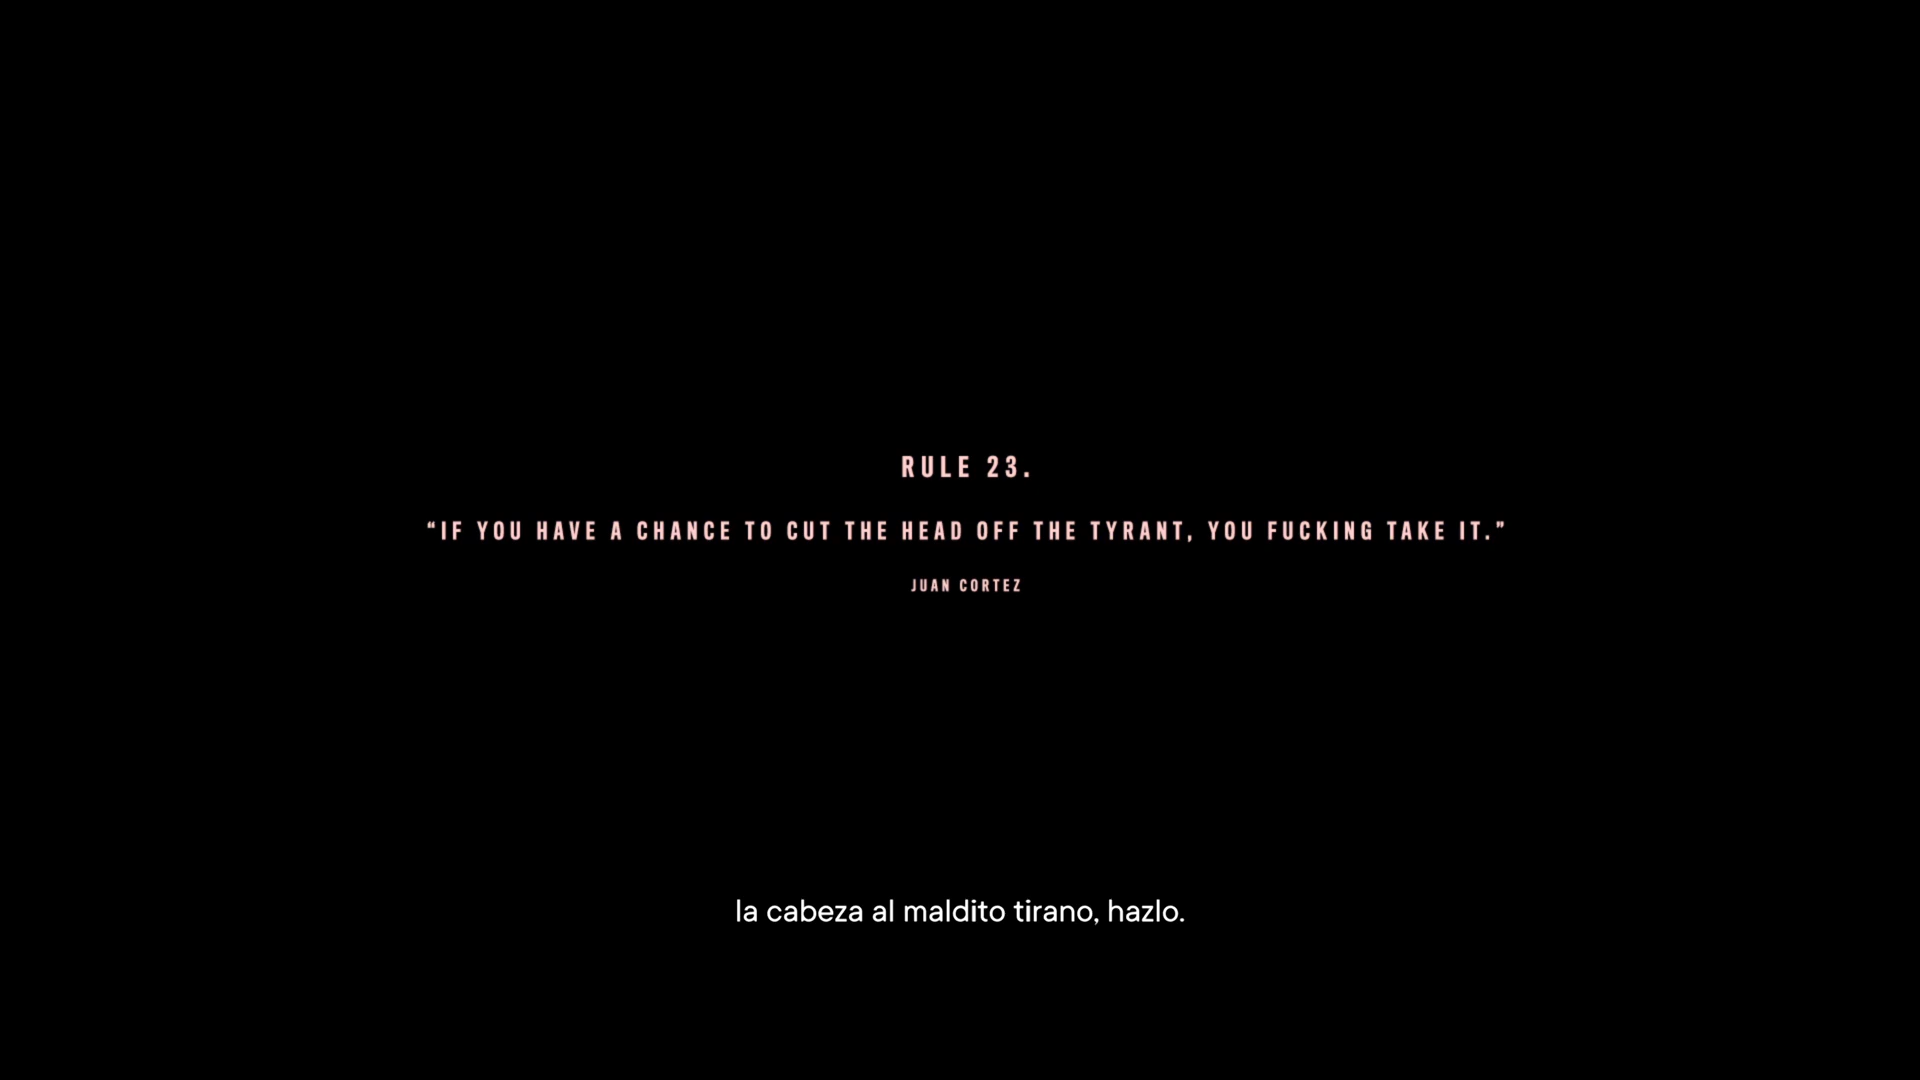 RULE 23.
“IF YOU HAVE A CHANCE TO CUT THE HEAD OFF THE TYRANT, YOU FUCKING TAKE IT.”
JUAN CORTEZ
la cabeza al maldito tirano, hazlo.